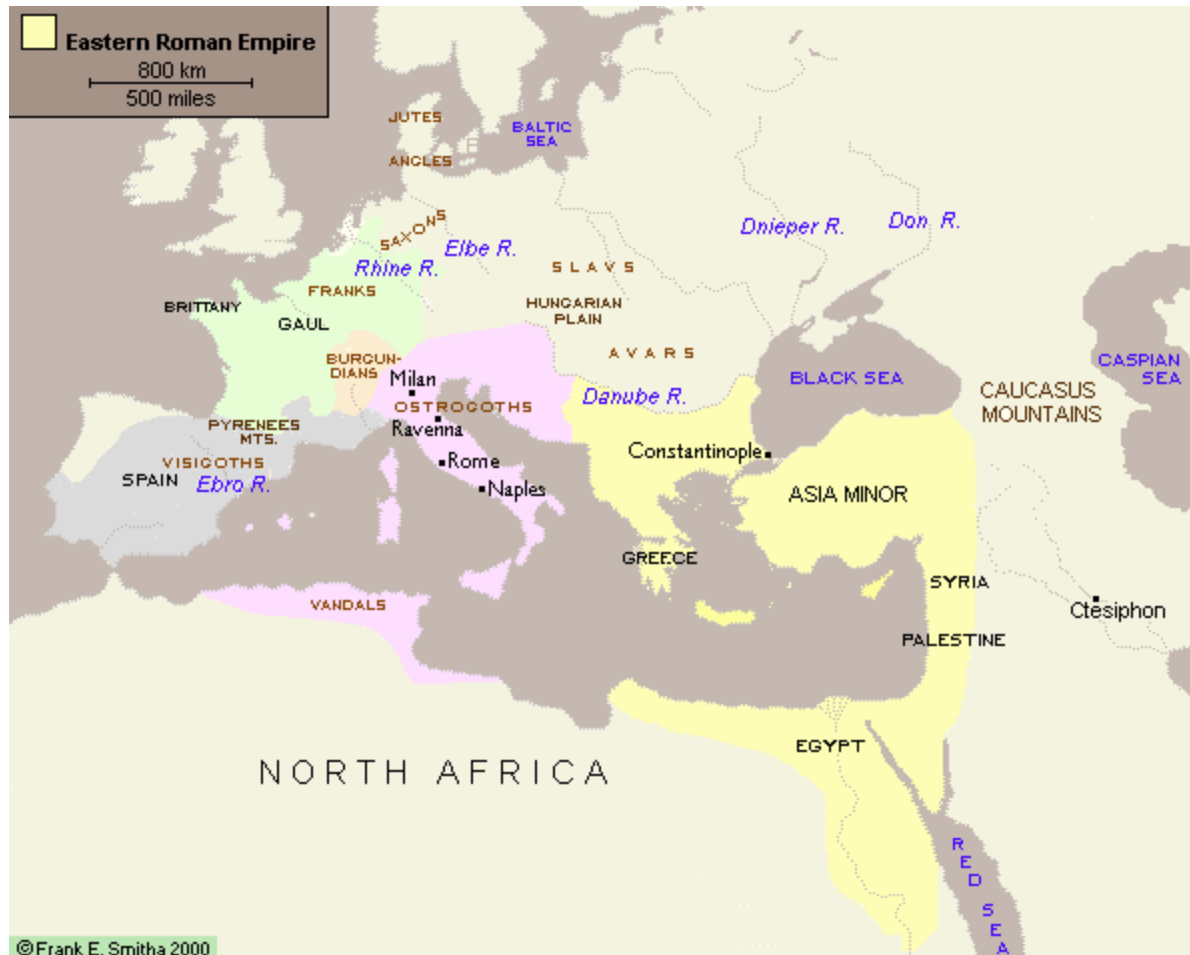 Eastern Roman Empire
800 km
500 miles
JUTES
BALTIC
SEA
ANGLES
SAXONS
Elbe R.
Dnieper R.
Don R.
Rhine R.
SLAVS
FRANKS
BRITTANY
GAUL
HUNGARIAN
PLAIN
BURGUN-
DIANS
AVARS
BLACK SEA
CASPIAN
SEA
CAUCASUS
MOUNTAINS
Milan
Danube R.
OSTROGOTHS
Ravenna
PYRENEES
MTS.
VISIGOTHS
SPAIN
Ebro R.
Rome
Naples
Constantinople
ASIA MINOR
GREECE
SYRIA
Ctesiphon
VANDALS
PALESTINE
EGYPT
NORTH AFRICA
RED SEA
©Frank E. Smitha 2000